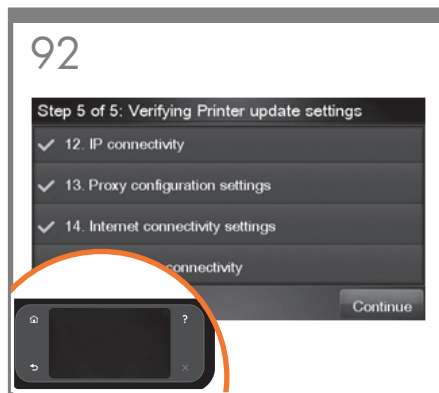 92
Step 5 of 5: Verifying Printer update settings
✓ 12. IP connectivity
✓ 13. Proxy configuration settings
✓ 14. Internet connectivity settings
connectivity
Continue
?